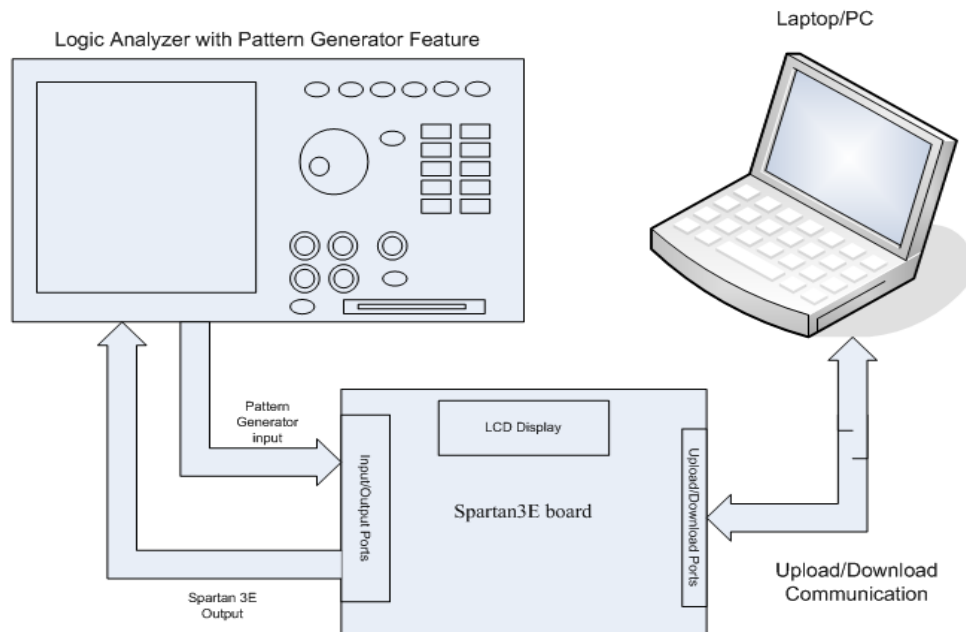 Laptop/PC
Logic Analyzer with Pattern Generator Feature
Pattern
Generator
input
LCD Display
Input/Output Ports
Spartan3E board
Upload/Download Ports
Spartan 3E
Output
Upload/Download
Communication